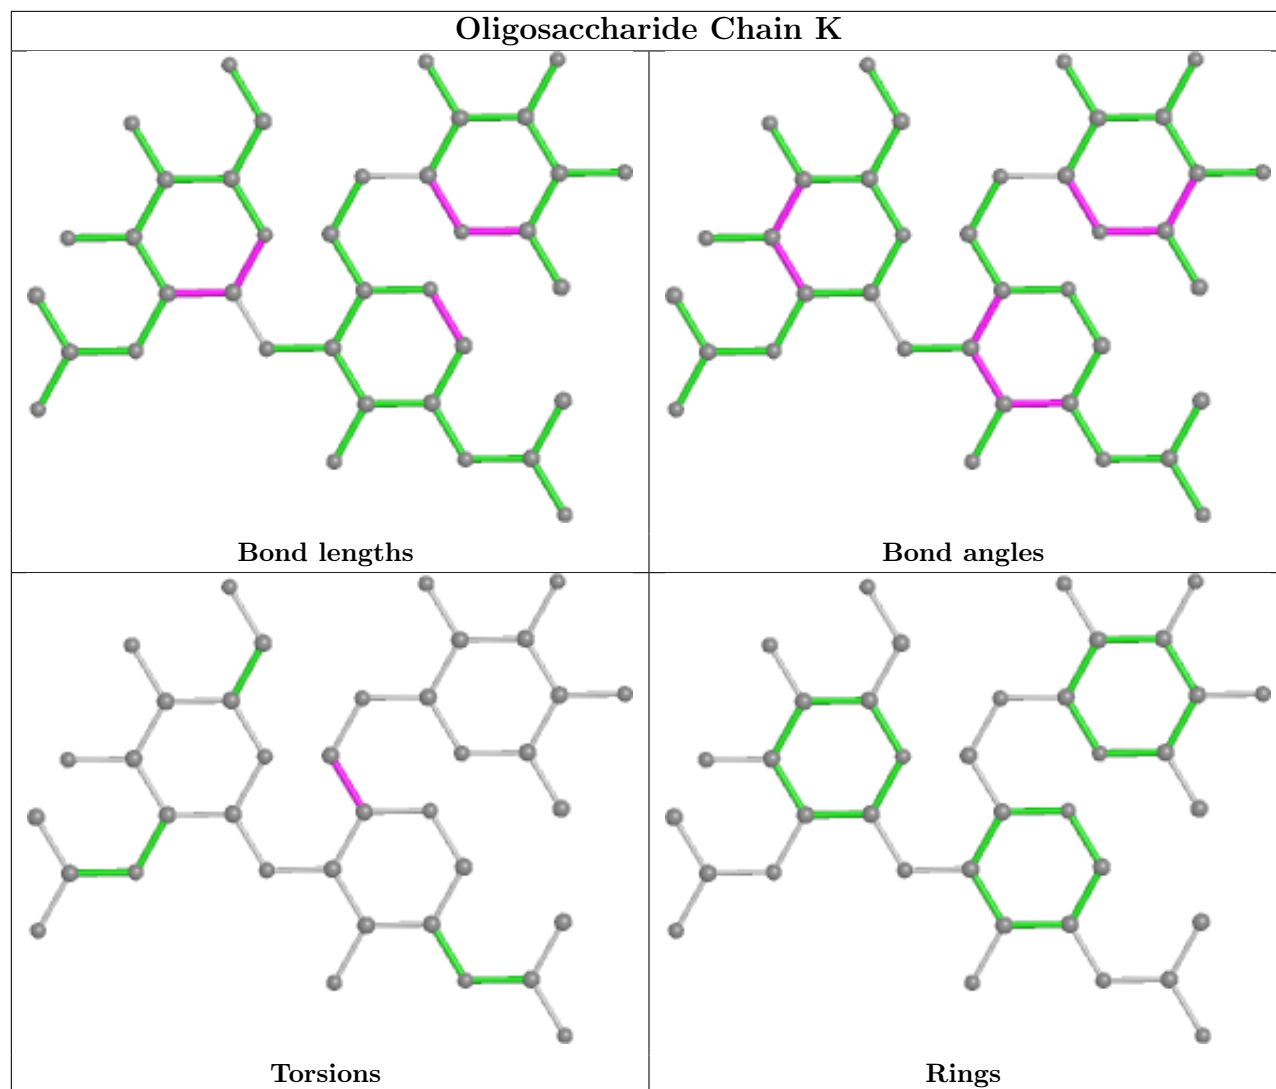 Oligosaccharide Chain K
Bond lengths
Bond angles
Torsions
Rings